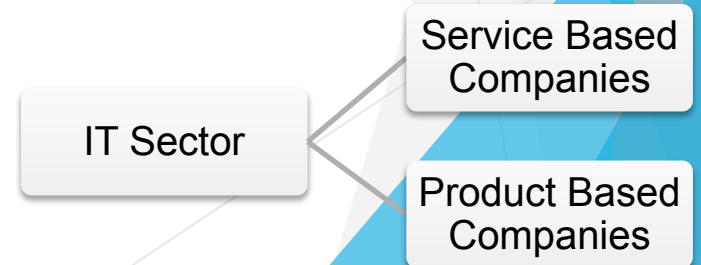 IT Sector
Service Based
Companies
Product Based
Companies